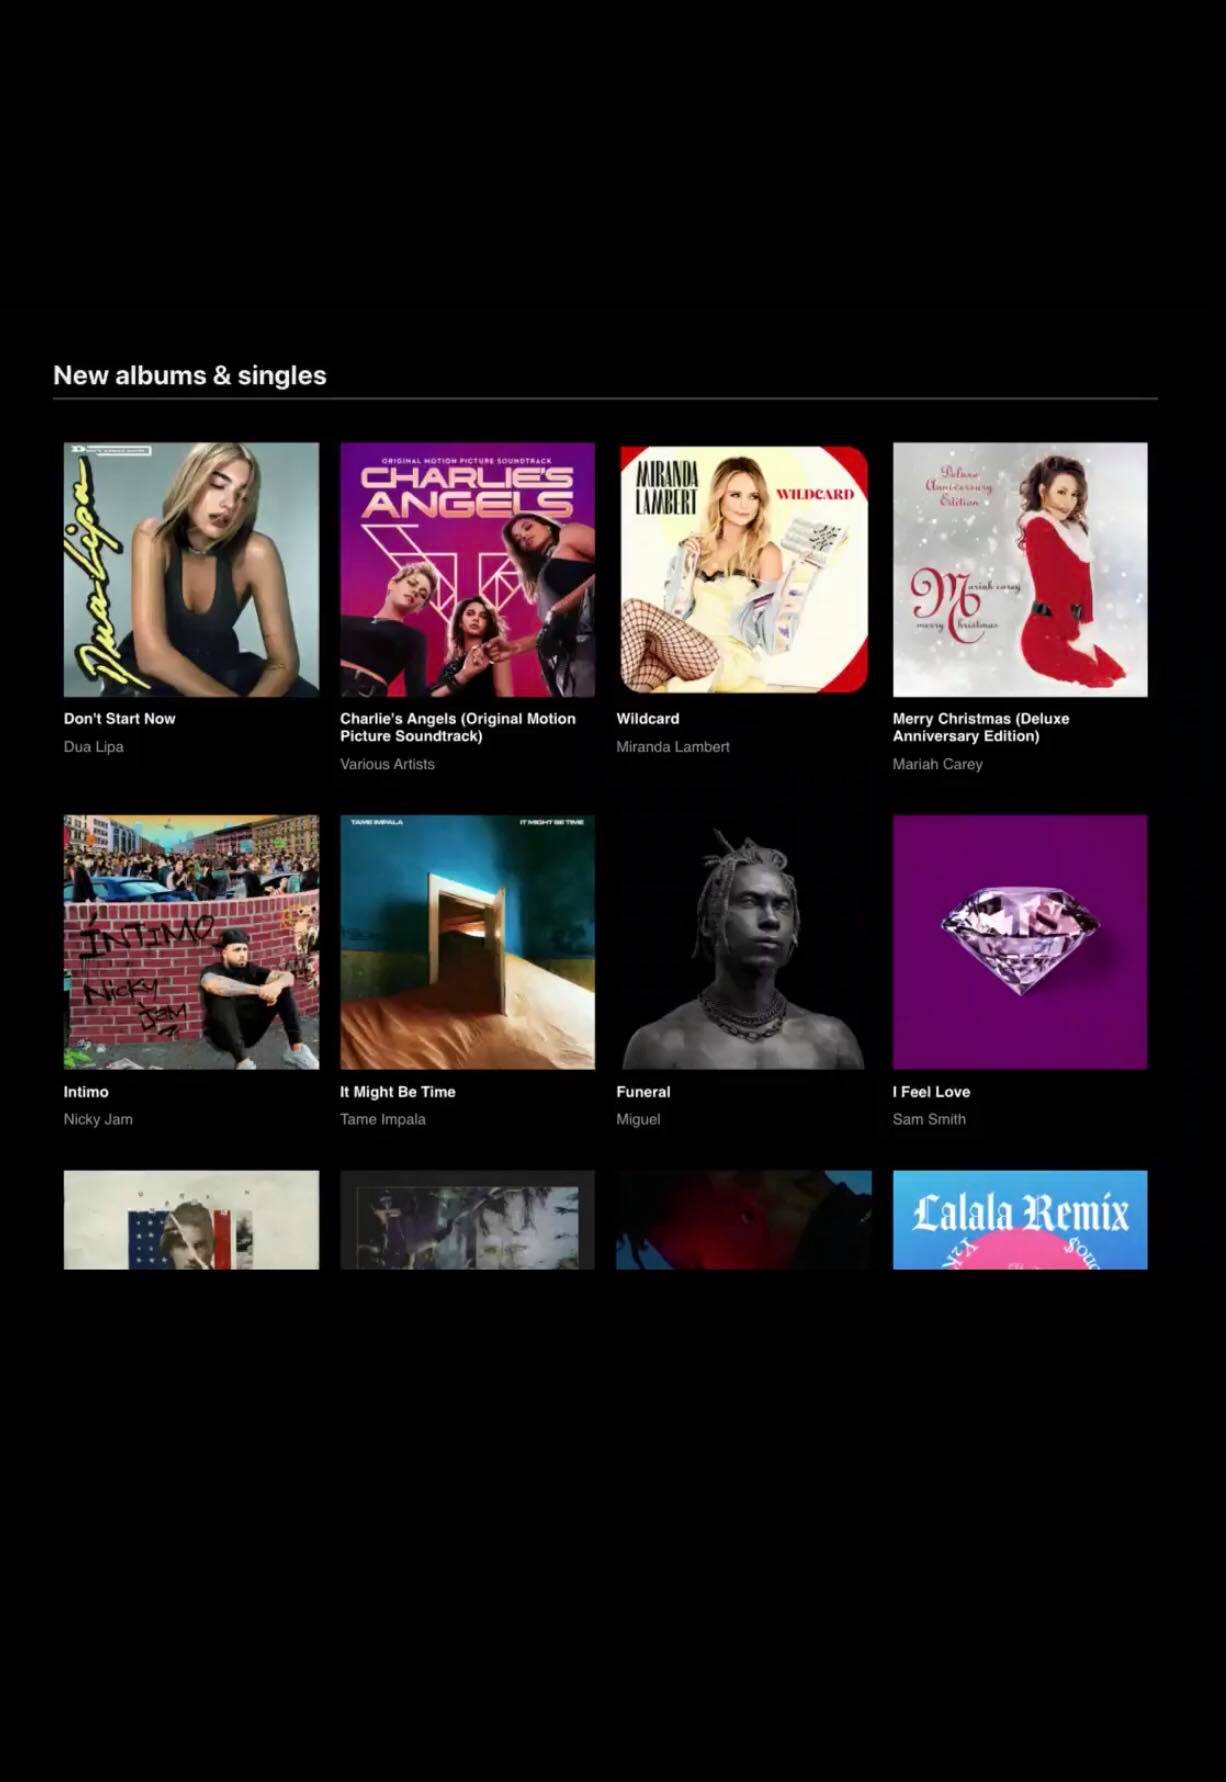 New albums & singles
Dua Lipa
ORIGINAL MOTION PICTURE SOUNDTRACK
CHARLIE'S
ANGELS
MIRANDA
LAMBERT
WILDCARD
Deluxe
Anniversary
Edition
Mariah carey
merry Christmas
Don't Start Now
Dua Lipa
Charlie's Angels (Original Motion
Picture Soundtrack)
Various Artists
Wildcard
Miranda Lambert
Merry Christmas (Deluxe
Anniversary Edition)
Mariah Carey
ÍNTIMO
Nicky
Jam
TAME IMPALA
IT MIGHT BE TIME
Intimo
Nicky Jam
It Might Be Time
Tame Impala
Funeral
Miguel
I Feel Love
Sam Smith
Lalala Remix